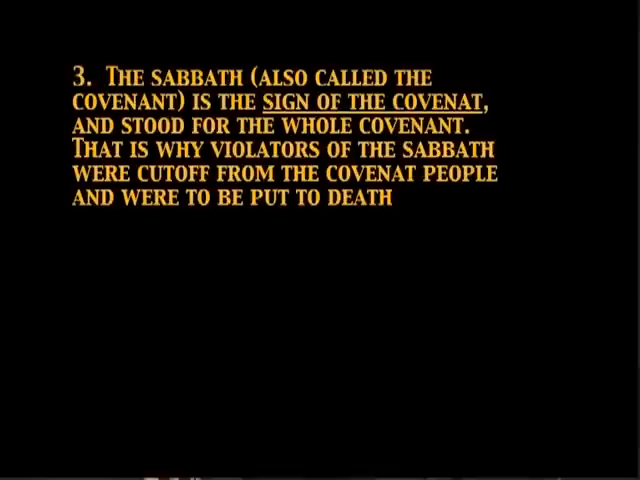 3. The sabbath (also called the
covenant) is the sign of the covenat,
and stood for the whole covenant.
That is why violators of the sabbath
were cutoff from the covenat people
and were to be put to death